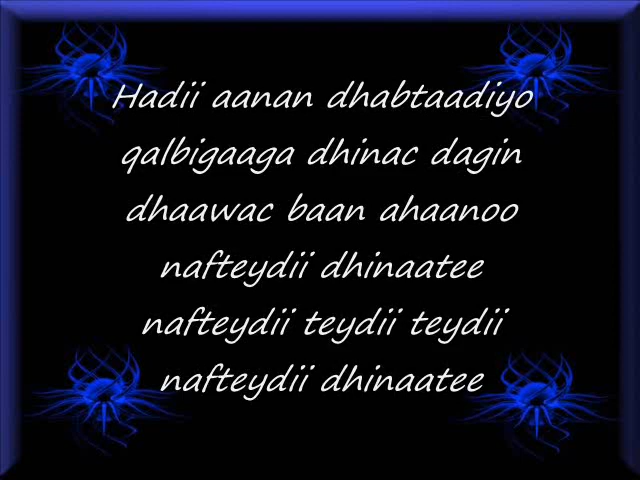 Hadii aanan dhabtaadiyo
qalbigaaga dhinac dagin
dhaawac baan ahaanoo
nafteydii dhinaatee
nafteydii teydii teydii
nafteydii dhinaatee